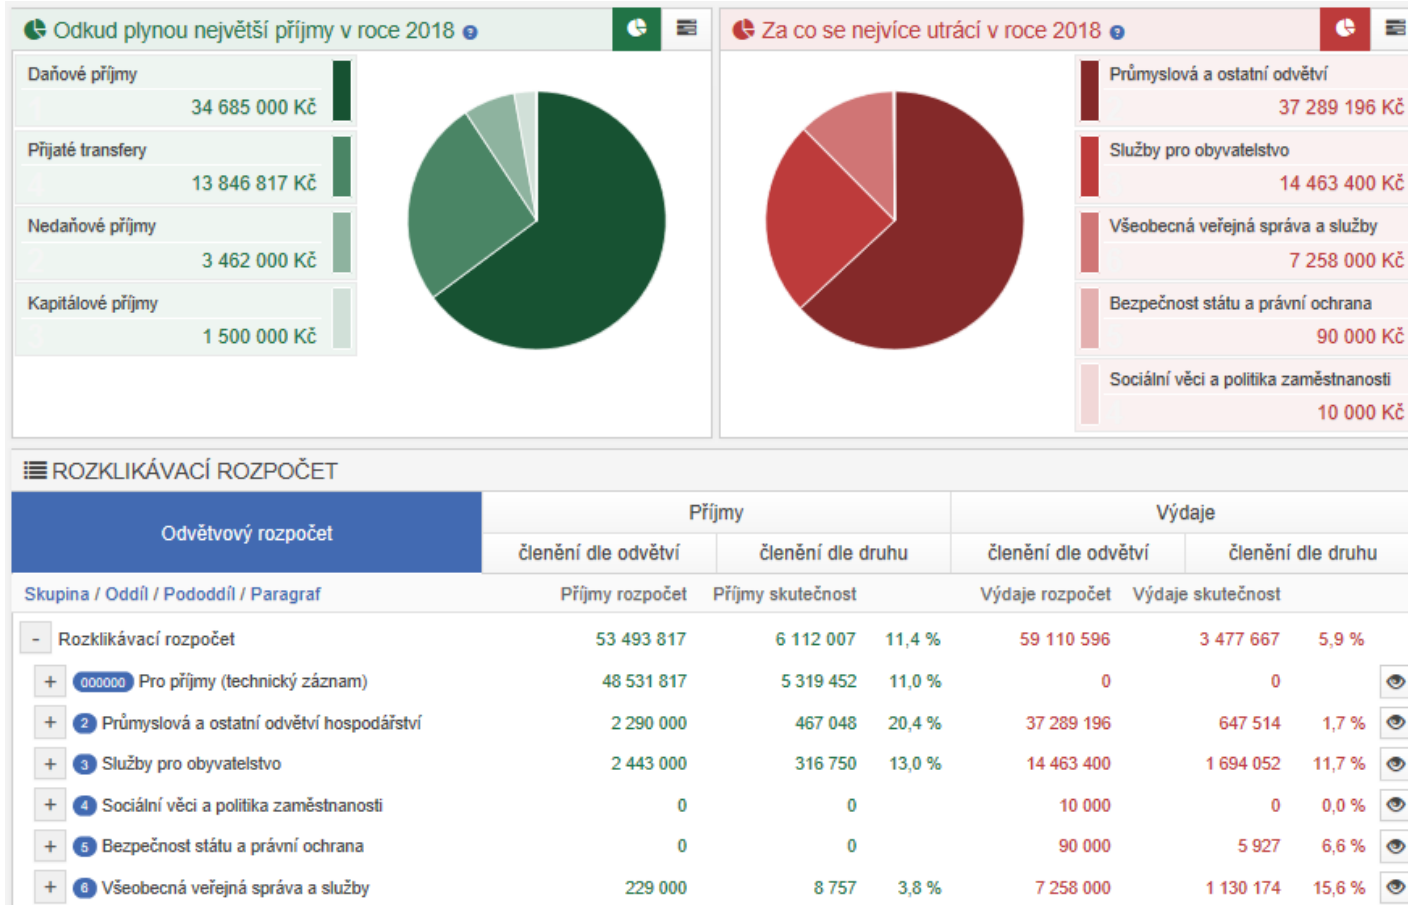 Odkud plynou největší příjmy v roce 2018
Daňové příjmy
34 685 000 Kč
Přijaté transfery
13 846 817 Kč
Nedaňové příjmy
3 462 000 Kč
Kapitálové příjmy
1 500 000 Kč
Za co se nejvíce utrácí v roce 2018
Průmyslová a ostatní odvětví
37 289 196 Kč
Služby pro obyvatelstvo
14 463 400 Kč
Všeobecná veřejná správa a služby
7 258 000 Kč
Bezpečnost státu a právní ochrana
90 000 Kč
Sociální věci a politika zaměstnanosti
10 000 Kč
ROZKLIKÁVACÍ ROZPOČET
Odvětvový rozpočet
Příjmy Výdaje
členění dle odvětví členění dle druhu členění dle odvětví členění dle druhu
Skupina / Oddíl / Pododdíl / Paragraf Příjmy rozpočet Příjmy skutečnost Výdaje rozpočet Výdaje skutečnost
- Rozklikávací rozpočet 53 493 817 6 112 007 11,4 % 59 110 596 3 477 667 5,9 %
+ 000000 Pro příjmy (technický záznam) 48 531 817 5 319 452 11,0 % 0 0
+ 2 Průmyslová a ostatní odvětví hospodářství 2 290 000 467 048 20,4 % 37 289 196 647 514 1,7 %
+ 3 Služby pro obyvatelstvo 2 443 000 316 750 13,0 % 14 463 400 1 694 052 11,7 %
+ 4 Sociální věci a politika zaměstnanosti 0 0 10 000 0 0,0 %
+ 5 Bezpečnost státu a právní ochrana 0 0 90 000 5 927 6,6 %
+ 6 Všeobecná veřejná správa a služby 229 000 8 757 3,8 % 7 258 000 1 130 174 15,6 %